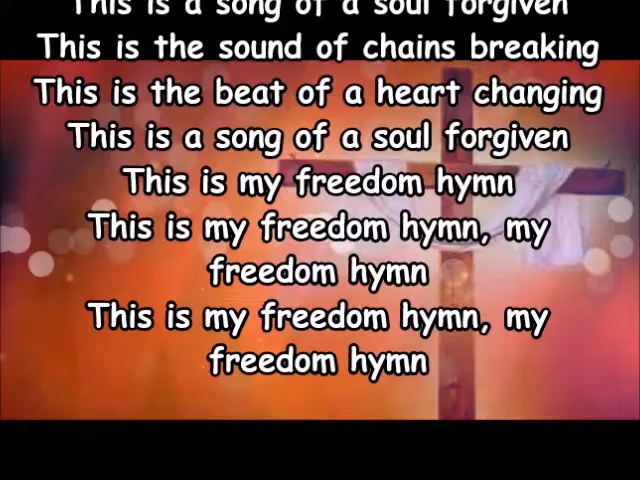 This is a song of a soul forgiven
This is the sound of chains breaking
This is the beat of a heart changing
This is a song of a soul forgiven
This is my freedom hymn
This is my freedom hymn, my
freedom hymn
This is my freedom hymn, my
freedom hymn